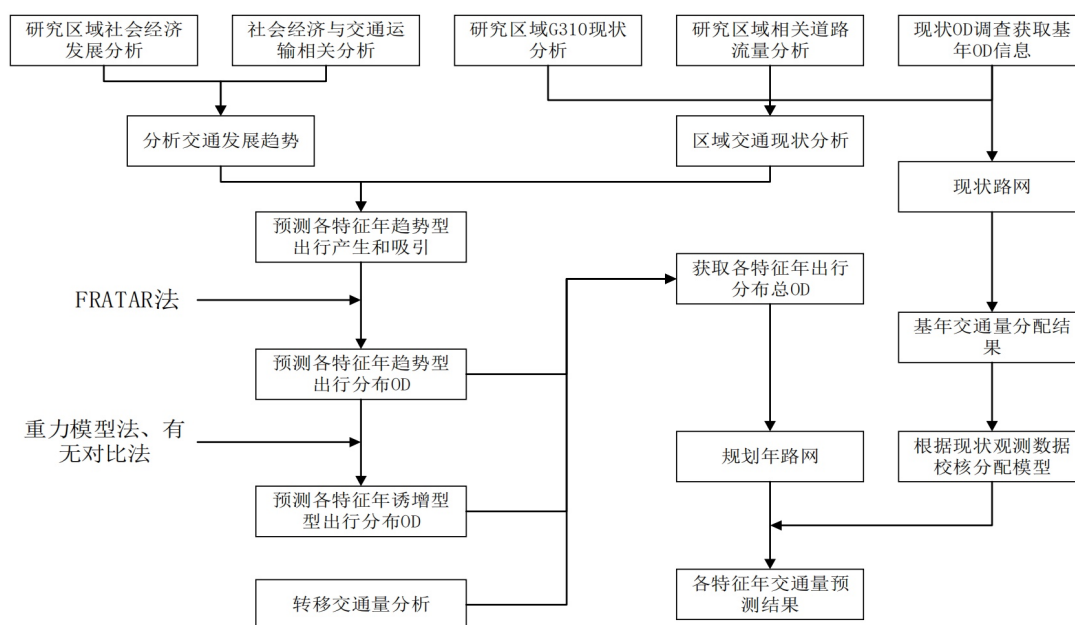 研究区域社会经济
发展分析
社会经济与交通运
输相关分析
研究区域G310现状
分析
研究区域相关道路
流量分析
现状OD调查获取基
年OD信息
分析交通发展趋势
区域交通现状分析
现状路网
预测各特征年趋势型
出行产生和吸引
获取各特征年出行
分布总OD
FRATAR法
基年交通量分配结
果
预测各特征年趋势型
出行分布OD
重力模型法、有
无对比法
规划年路网
根据现状观测数据
校核分配模型
预测各特征年诱增型
型出行分布OD
转移交通量分析
各特征年交通量预
测结果